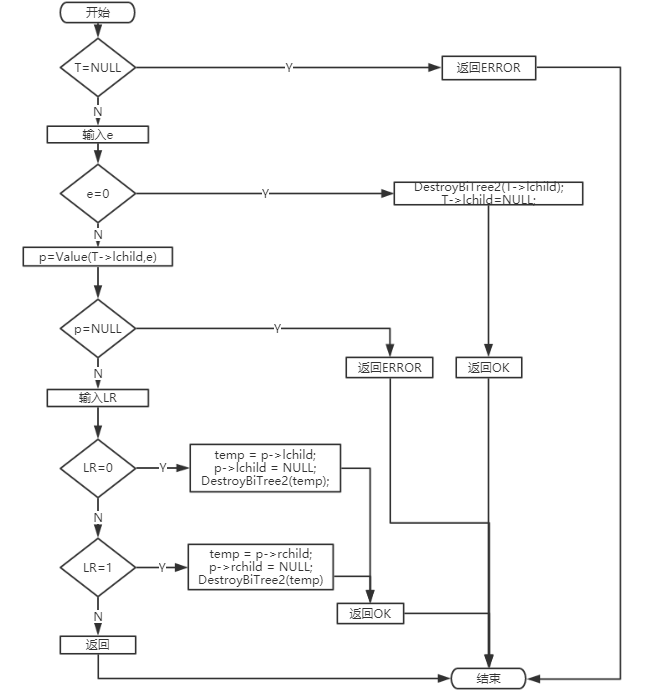 开始
T=NULL
Y
返回ERROR
N
输入e
e=0
Y
DestroyBiTree2(T->lchild);
T->lchild=NULL;
N
p=Value(T->lchild,e)
p=NULL
Y
返回ERROR
返回OK
N
输入LR
LR=0
Y
temp = p->lchild;
p->lchild = NULL;
DestroyBiTree2(temp);
N
LR=1
Y
temp = p->rchild;
p->rchild = NULL;
DestroyBiTree2(temp)
N
返回OK
返回
结束